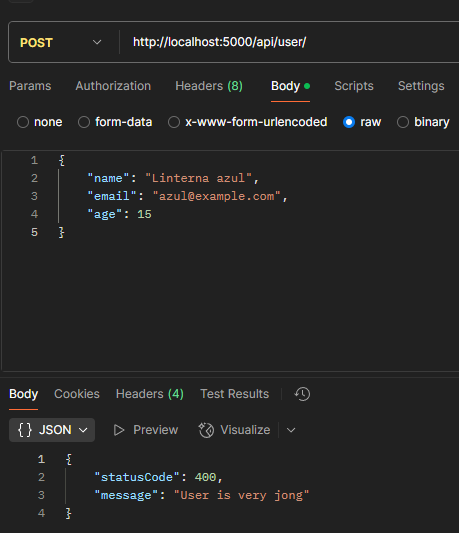 POST http://localhost:5000/api/user/
Params Authorization Headers (8) Body Scripts Settings
none form-data x-www-form-urlencoded raw binary
1 {
2 "name": "Linterna azul",
3 "email": "azul@example.com",
4 "age": 15
5 }
Body Cookies Headers (4) Test Results
{} JSON Preview Visualize
1 {
2 "statusCode": 400,
3 "message": "User is very jong"
4 }